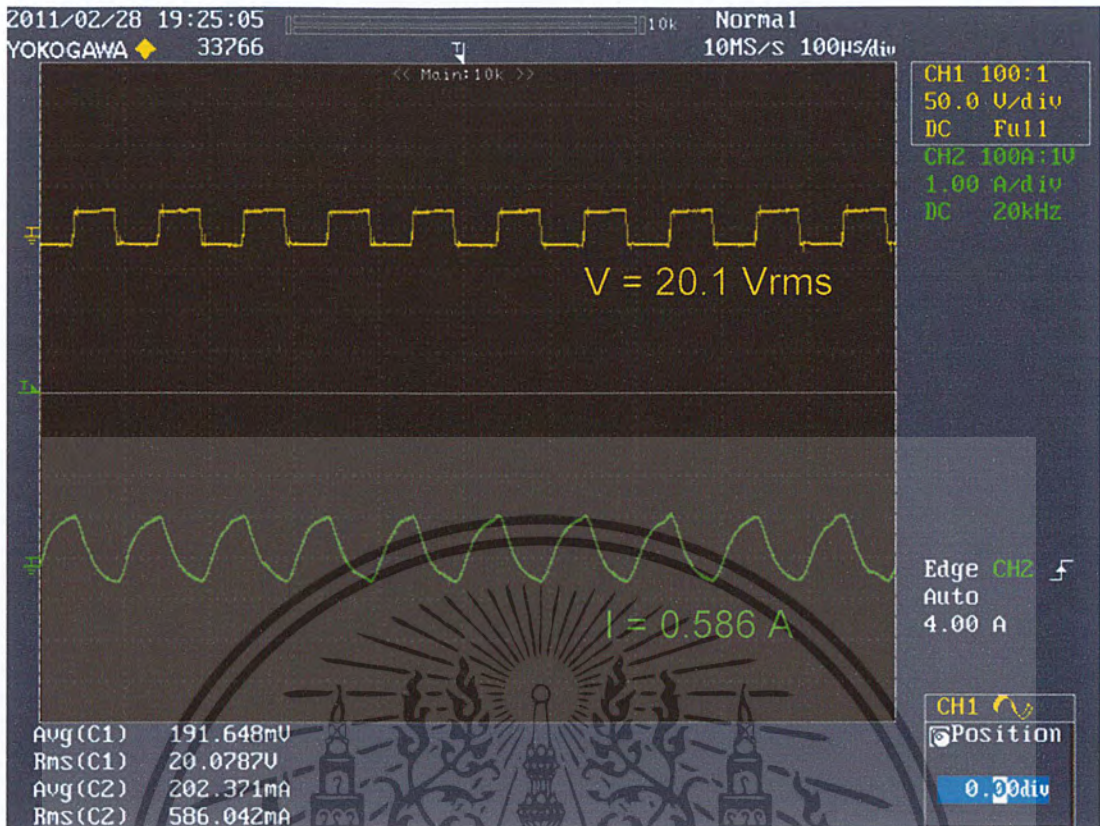 2011/02/28 19:25:05 10k Normal
YOKOGAWA 33766 10MS/s 100μs/div
<< Main:10k >>
CH1 100:1
50.0 V/div
DC Full
CH2 100A:1V
1.00 A/div
DC 20kHz
V = 20.1 Vrms
I = 0.586 A
Edge CH2
Auto
4.00 A
CH1
Position
0.00div
Avg(C1) 191.648mV
Rms(C1) 20.0787V
Avg(C2) 202.371mA
Rms(C2) 586.042mA